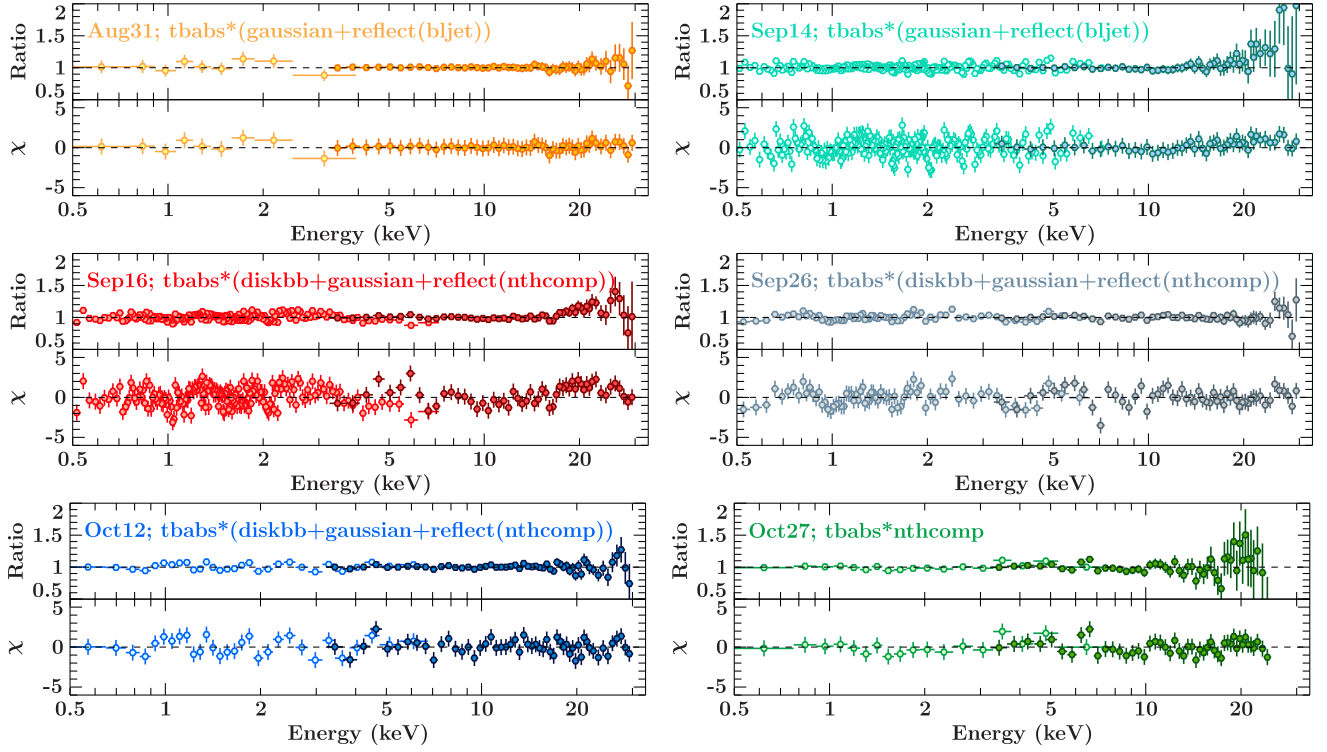 Aug31; tbabs*(gaussian+reflect(bljet))
Ratio
2
1.5
1
0.5
χ
5
0
-5
0.5 1 2 5 10 20
Energy (keV)
Sep14; tbabs*(gaussian+reflect(bljet))
Ratio
2
1.5
1
0.5
χ
5
0
-5
0.5 1 2 5 10 20
Energy (keV)
Sep16; tbabs*(diskbb+gaussian+reflect(nthcomp))
Ratio
2
1.5
1
0.5
χ
5
0
-5
0.5 1 2 5 10 20
Energy (keV)
Sep26; tbabs*(diskbb+gaussian+reflect(nthcomp))
Ratio
2
1.5
1
0.5
χ
5
0
-5
0.5 1 2 5 10 20
Energy (keV)
Oct12; tbabs*(diskbb+gaussian+reflect(nthcomp))
Ratio
2
1.5
1
0.5
χ
5
0
-5
0.5 1 2 5 10 20
Energy (keV)
Oct27; tbabs*nthcomp
Ratio
2
1.5
1
0.5
χ
5
0
-5
0.5 1 2 5 10 20
Energy (keV)